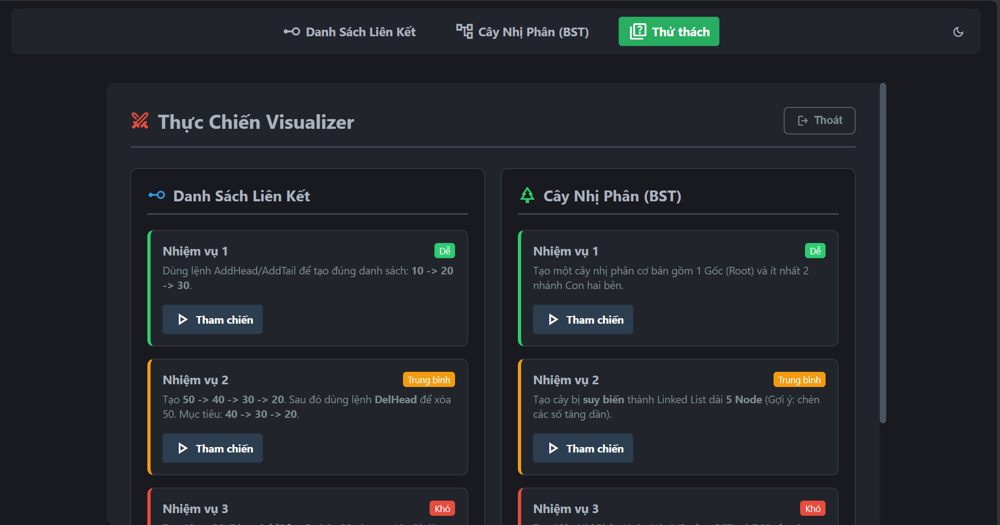 Danh Sách Liên Kết
Cây Nhị Phân (BST)
Thử thách
Thực Chiến Visualizer
Thoát
Danh Sách Liên Kết
Nhiệm vụ 1
Dễ
Dùng lệnh AddHead/AddTail để tạo đúng danh sách: 10 -> 20
-> 30.
Tham chiến
Nhiệm vụ 2
Trung bình
Tạo 50 -> 40 -> 30 -> 20. Sau đó dùng lệnh DelHead để xóa
50. Mục tiêu: 40 -> 30 -> 20.
Tham chiến
Nhiệm vụ 3
Khó
Cây Nhị Phân (BST)
Nhiệm vụ 1
Dễ
Tạo một cây nhị phân cơ bản gồm 1 Gốc (Root) và ít nhất 2
nhánh Con hai bên.
Tham chiến
Nhiệm vụ 2
Trung bình
Tạo cây bị suy biến thành Linked List dài 5 Node (Gợi ý: chèn
các số tăng dần).
Tham chiến
Nhiệm vụ 3
Khó